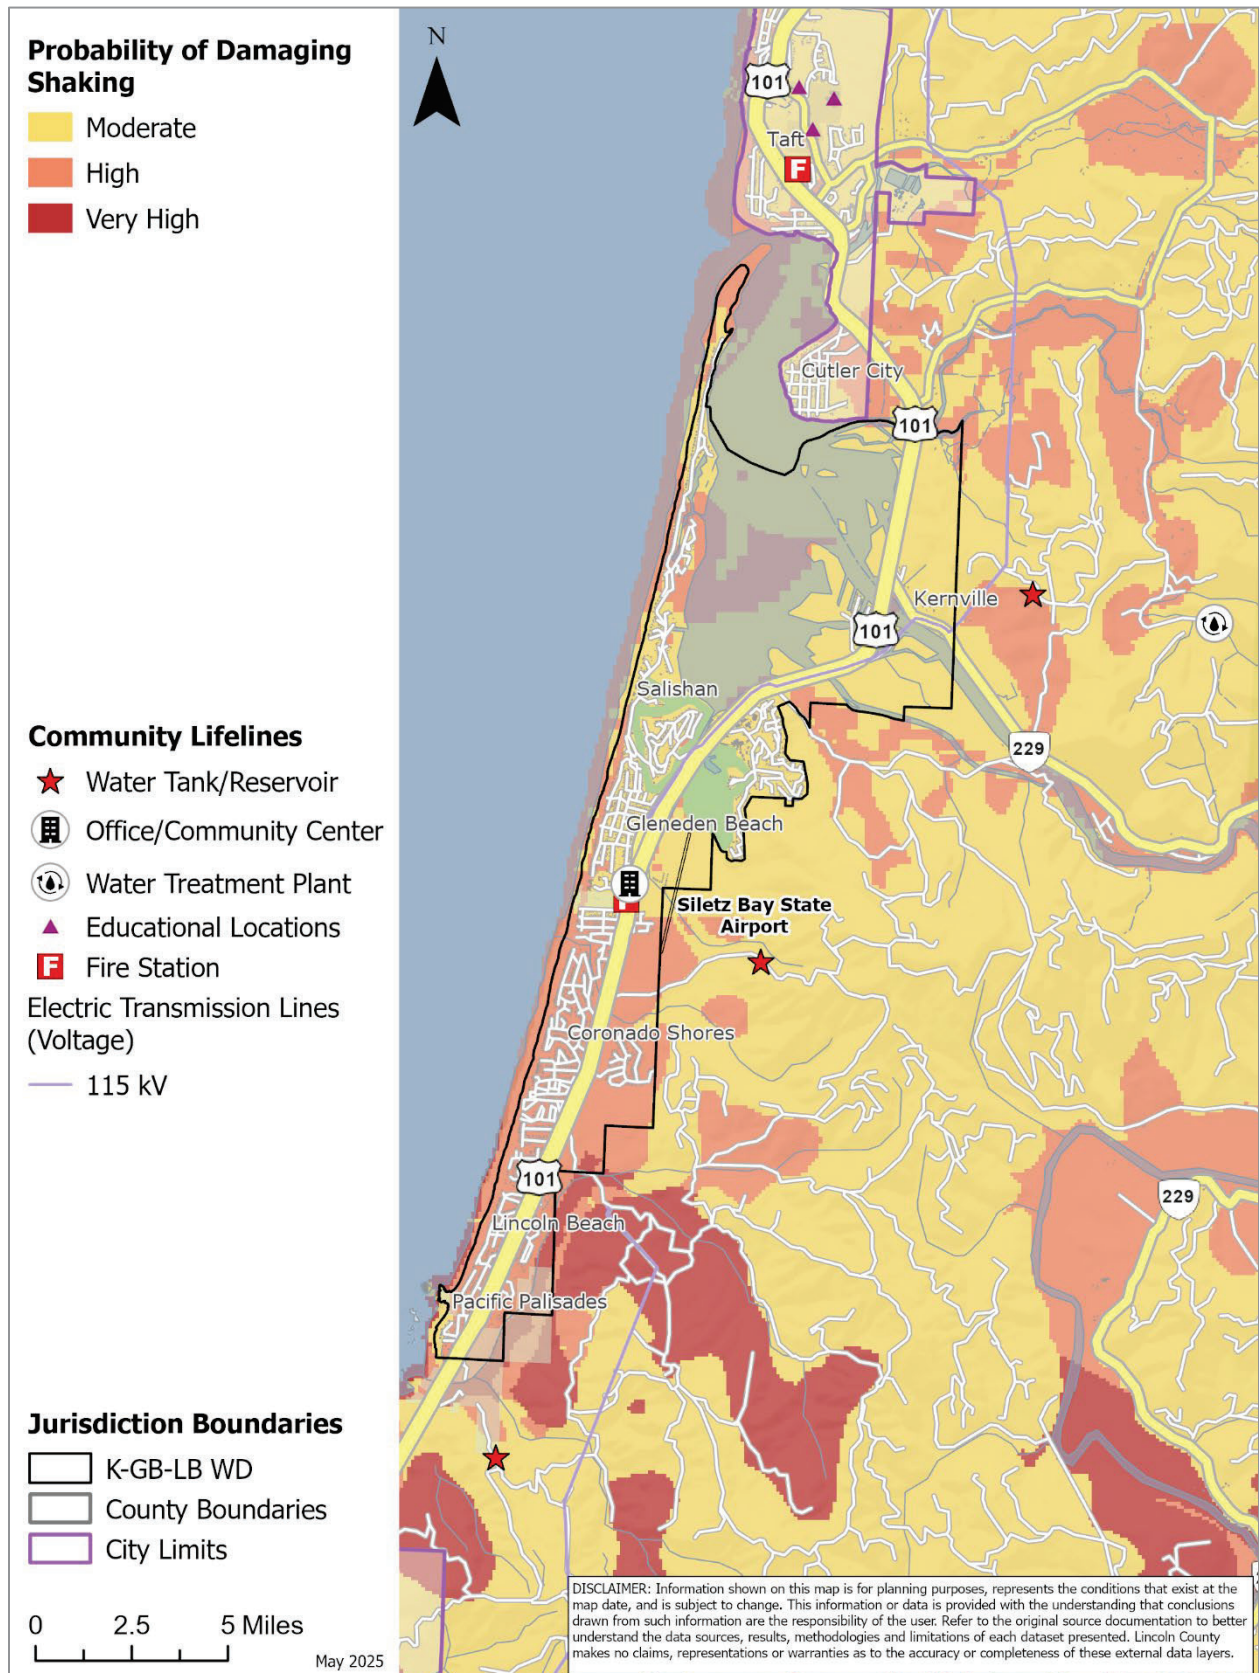 Probability of Damaging
Shaking
Moderate
High
Very High
Community Lifelines
Water Tank/Reservoir
Office/Community Center
Water Treatment Plant
Educational Locations
F
Fire Station
Electric Transmission Lines
(Voltage)
115 kV
Jurisdiction Boundaries
K-GB-LB WD
County Boundaries
City Limits
0 2.5 5 Miles
May 2025
N
101
Taft
F
Cutler City
101
Kernville
101
Salishan
229
Gleneden Beach
Siletz Bay State
Airport
Coronado Shores
101
229
Lincoln Beach
Pacific Palisades
DISCLAIMER: Information shown on this map is for planning purposes, represents the conditions that exist at the
map date, and is subject to change. This information or data is provided with the understanding that conclusions
drawn from such information are the responsibility of the user. Refer to the original source documentation to better
understand the data sources, results, methodologies and limitations of each dataset presented. Lincoln County
makes no claims, representations or warranties as to the accuracy or completeness of these external data layers.